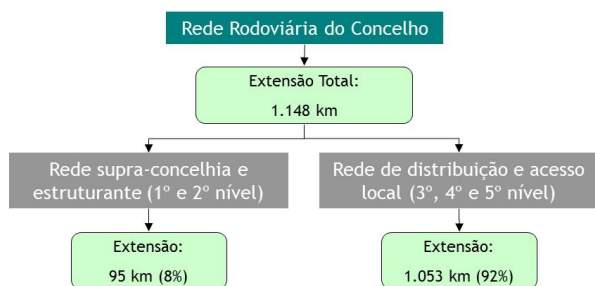 Rede Rodoviária do Concelho
Extensão Total:
1.148 km
Rede supra-concelhia e
estruturante (1º e 2º nível)
Rede de distribuição e acesso
local (3º, 4º e 5º nível)
Extensão:
95 km (8%)
Extensão:
1.053 km (92%)